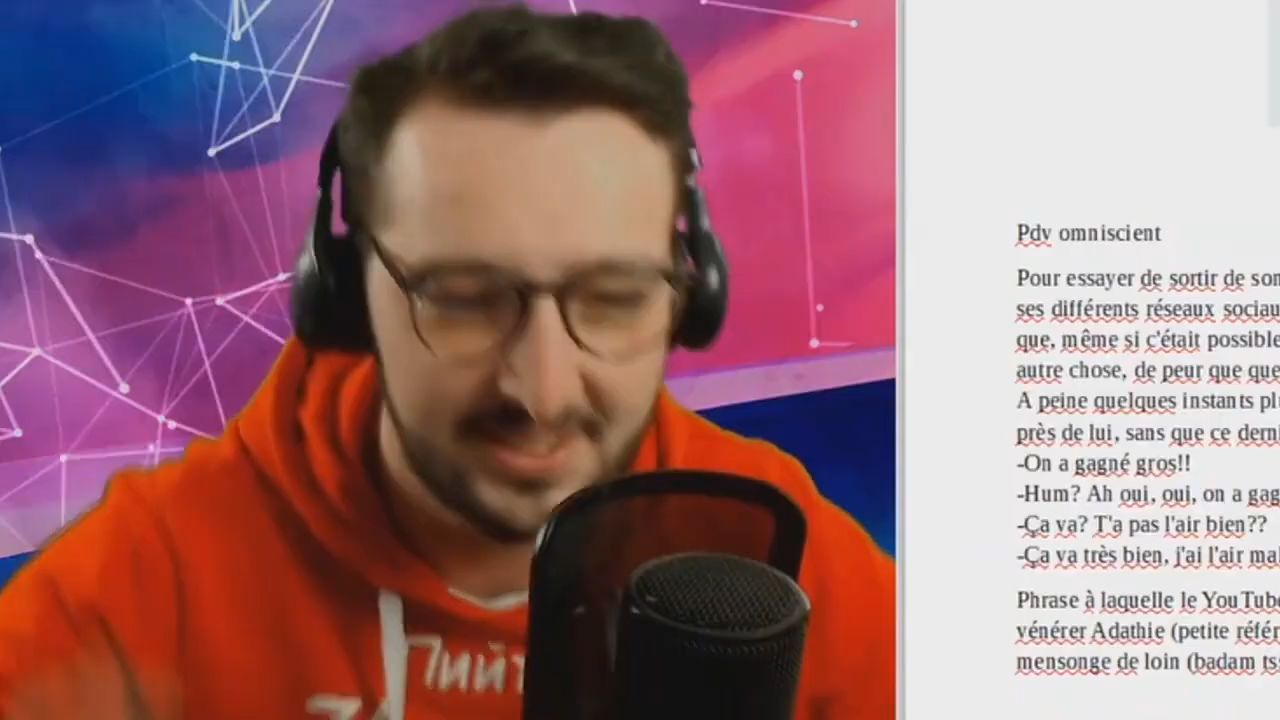 Pdv omniscient
Pour essayer de sortir de son
ses différents réseaux sociau
que, même si c'était possible
autre chose, de peur que que
A peine quelques instants pl
près de lui, sans que ce derni
-On a gagné gros!!
-Hum? Ah oui, oui, on a gag
-Ça va? T'a pas l'air bien??
-Ça va très bien, j'ai l'air mal
Phrase à laquelle le YouTube
vénérer Adathie (petite référ
mensonge de loin (badam ts